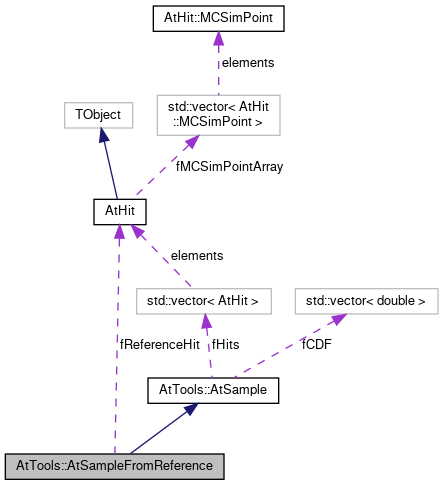 AtHit::MCSimPoint
elements
std::vector< AtHit
::MCSimPoint >
TObject
fMCSimPointArray
AtHit
elements
std::vector< AtHit >
std::vector< double >
fReferenceHit
fHits
fCDF
AtTools::AtSample
AtTools::AtSampleFromReference